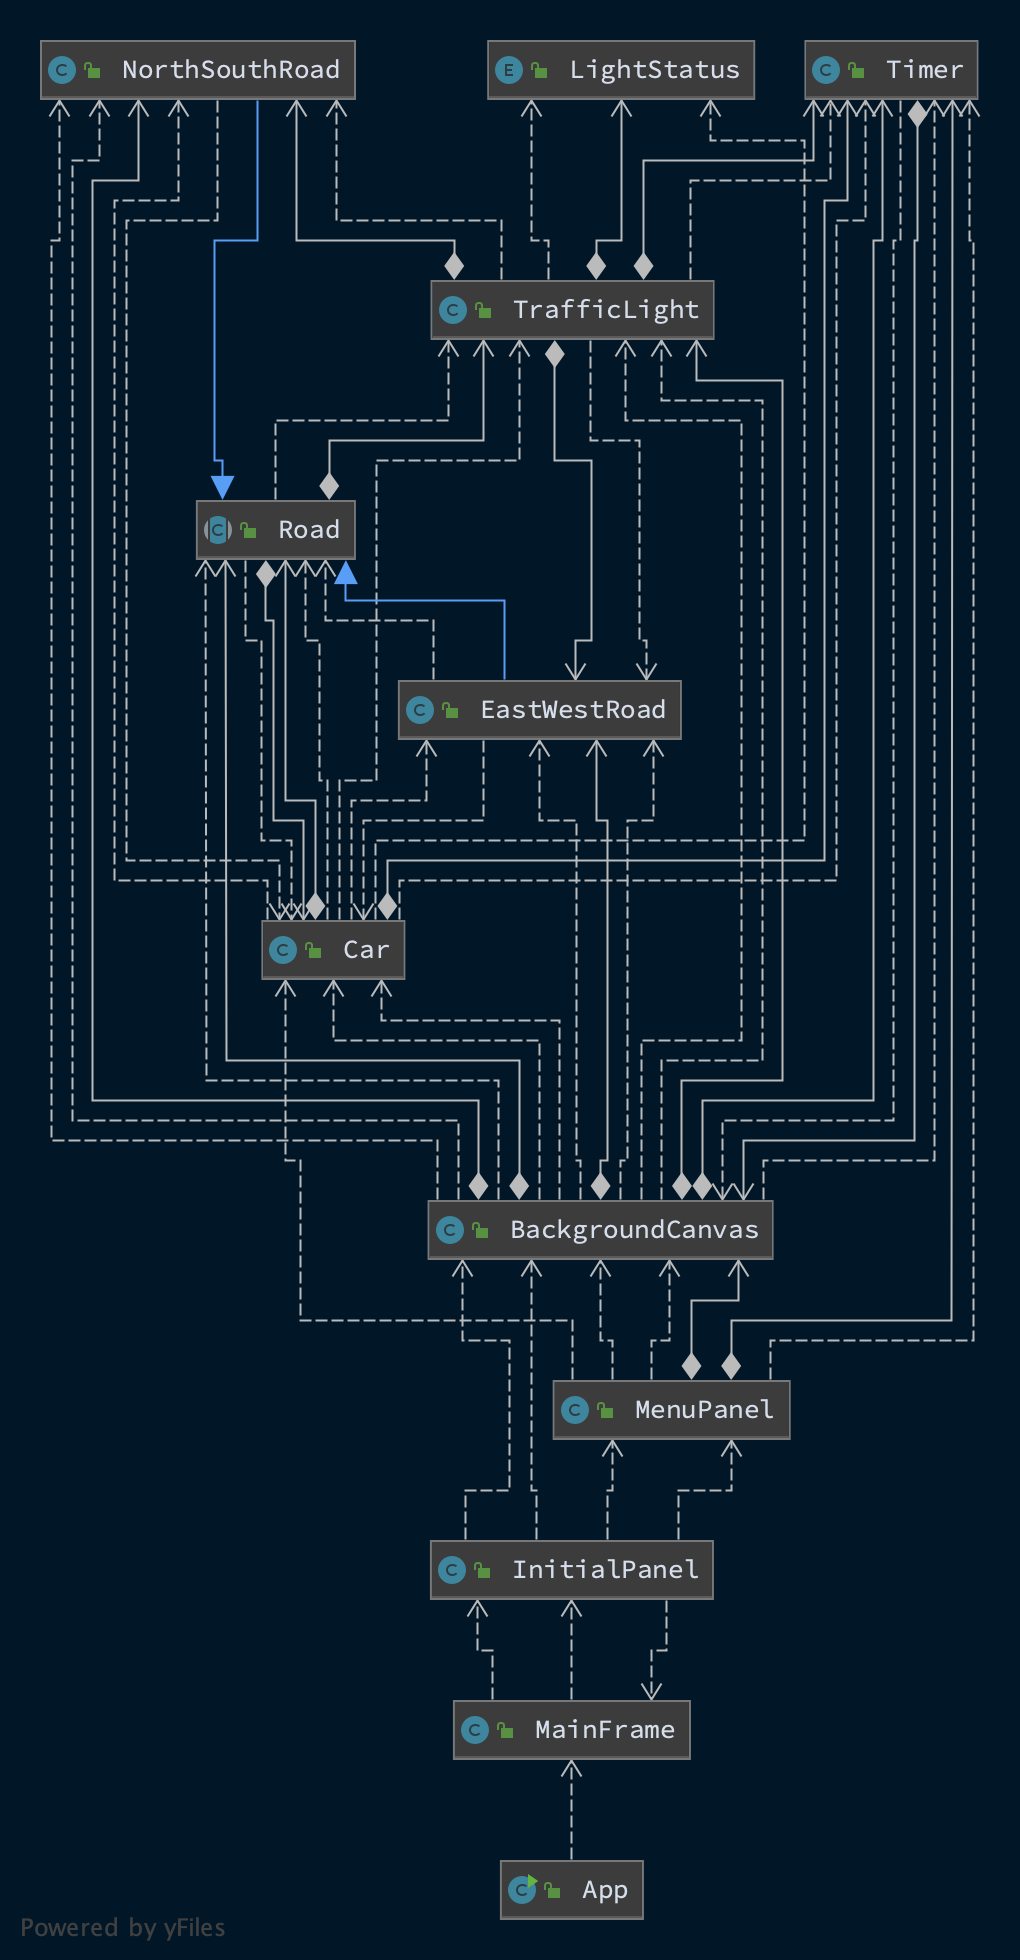 C NorthSouthRoad
E LightStatus
C Timer
C TrafficLight
C Road
C EastWestRoad
C Car
C BackgroundCanvas
C MenuPanel
C InitialPanel
C MainFrame
C App
Powered by yFiles